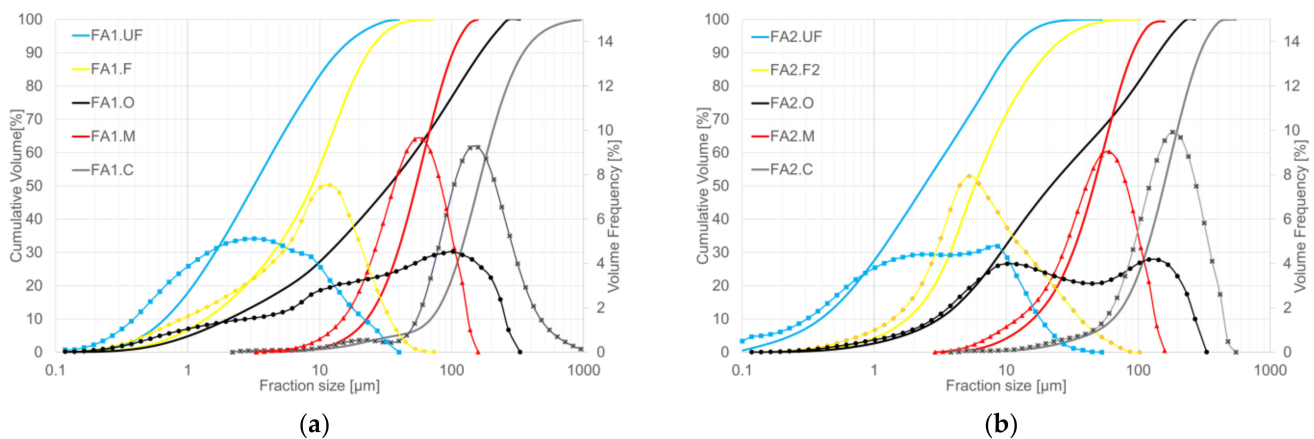 100
90
80
70
60
50
40
30
20
10
0
Cumulative Volume[%]
FA1.UF
FA1.F
FA1.O
FA1.M
FA1.C
14
12
10
8
6
4
2
0
Volume Frequency [%]
0.1 1 10 100 1000
Fraction size [µm]
(a)
100
90
80
70
60
50
40
30
20
10
0
Cumulative Volume [%]
FA2.UF
FA2.F2
FA2.O
FA2.M
FA2.C
14
12
10
8
6
4
2
0
Volume Frequency [%]
0.1 1 10 100 1000
Fraction size [µm]
(b)